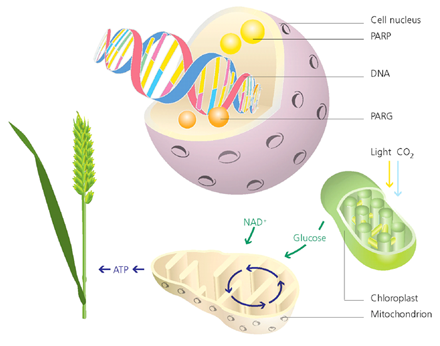 Cell nucleus
PARP
DNA
PARG
Light CO₂
NAD⁺
Glucose
ATP
Chloroplast
Mitochondrion